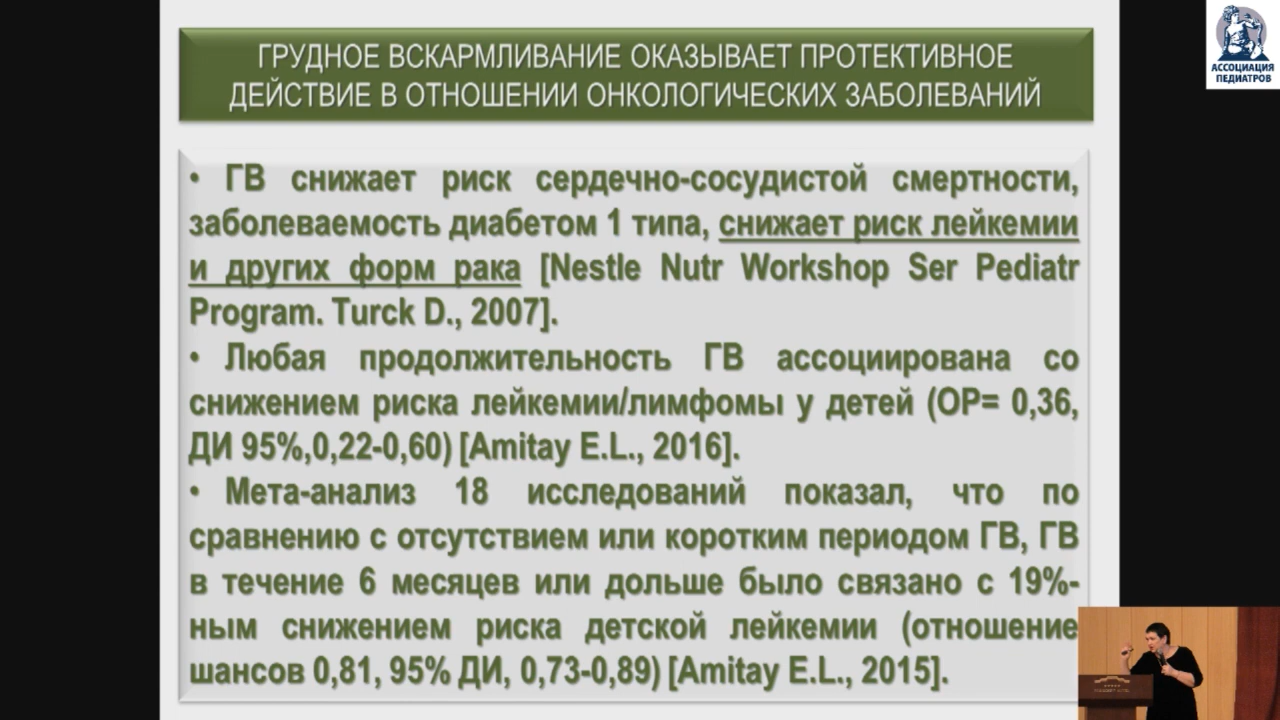 ГРУДНОЕ ВСКАРМЛИВАНИЕ ОКАЗЫВАЕТ ПРОТЕКТИВНОЕ
ДЕЙСТВИЕ В ОТНОШЕНИИ ОНКОЛОГИЧЕСКИХ ЗАБОЛЕВАНИЙ
АССОЦИАЦИЯ
ПЕДИАТРОВ
• ГВ снижает риск сердечно-сосудистой смертности,
заболеваемость диабетом 1 типа, снижает риск лейкемии
и других форм рака [Nestle Nutr Workshop Ser Pediatr
Program. Turck D., 2007].
• Любая продолжительность ГВ ассоциирована со
снижением риска лейкемии/лимфомы у детей (ОР= 0,36,
ДИ 95%,0,22-0,60) [Amitay E.L., 2016].
• Мета-анализ 18 исследований показал, что по
сравнению с отсутствием или коротким периодом ГВ, ГВ
в течение 6 месяцев или дольше было связано с 19%-
ным снижением риска детской лейкемии (отношение
шансов 0,81, 95% ДИ, 0,73-0,89) [Amitay E.L., 2015].